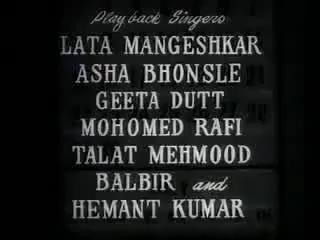 Playback Singers
LATA MANGESHKAR
ASHA BHONSLE
GEETA DUTT
MOHOMED RAFI
TALAT MEHMOOD
BALBIR and
HEMANT KUMAR